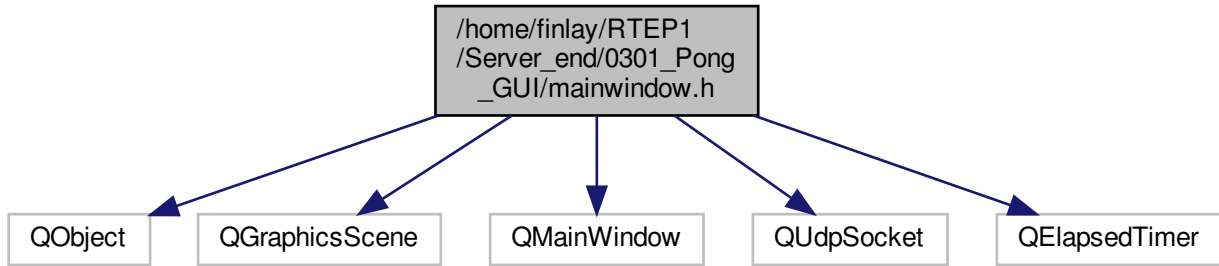 /home/finlay/RTEP1
/Server_end/0301_Pong
_GUI/mainwindow.h
QObject
QGraphicsScene
QMainWindow
QUdpSocket
QElapsedTimer